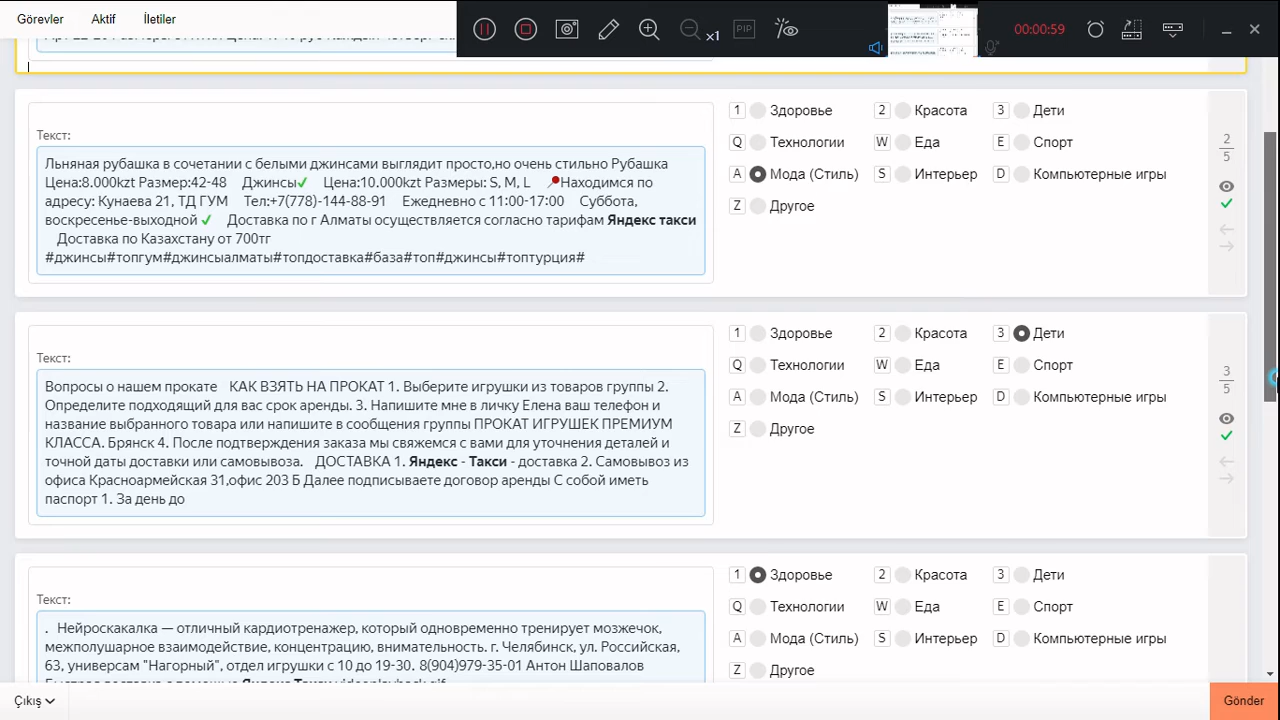 Görevler Aktif İletiler
x1 PIP 00:00:59
1 Здоровье 2 Красота 3 Дети
Текст:
Q Технологии W Еда E Спорт
Льняная рубашка в сочетании с белыми джинсами выглядит просто,но очень стильно Рубашка
Цена:8.000kzt Размер:42-48 Джинсы✔ Цена:10.000kzt Размеры: S, M, L 📍Находимся по
A Мода (Стиль) S Интерьер D Компьютерные игры
адресу: Кунаева 21, ТД ГУМ Тел:+7(778)-144-88-91 Ежедневно с 11:00-17:00 Суббота,
Z Другое
воскресенье-выходной ✔ Доставка по г Алматы осуществляется согласно тарифам Яндекс такси
Доставка по Казахстану от 700тг
#джинсы#топгум#джинсыалматы#топдоставка#база#топ#джинсы#топтурция#
2
5
1 Здоровье 2 Красота 3 Дети
Текст:
Q Технологии W Еда E Спорт
Вопросы о нашем прокате КАК ВЗЯТЬ НА ПРОКАТ 1. Выберите игрушки из товаров группы 2.
Определите подходящий для вас срок аренды. 3. Напишите мне в личку Елена ваш телефон и
A Мода (Стиль) S Интерьер D Компьютерные игры
название выбранного товара или напишите в сообщения группы ПРОКАТ ИГРУШЕК ПРЕМИУМ
Z Другое
КЛАССА. Брянск 4. После подтверждения заказа мы свяжемся с вами для уточнения деталей и
точной даты доставки или самовывоза. ДОСТАВКА 1. Яндекс - Такси - доставка 2. Самовывоз из
офиса Красноармейская 31,офис 203 Б Далее подписываете договор аренды С собой иметь
паспорт 1. За день до
3
5
1 Здоровье 2 Красота 3 Дети
Текст:
Q Технологии W Еда E Спорт
. Нейроскакалка — отличный кардиотренажер, который одновременно тренирует мозжечок,
A Мода (Стиль) S Интерьер D Компьютерные игры
межполушарное взаимодействие, концентрацию, внимательность. г. Челябинск, ул. Российская,
63, универсам "Нагорный", отдел игрушки с 10 до 19-30. 8(904)979-35-01 Антон Шаповалов
Z Другое
Çıkış Gönder